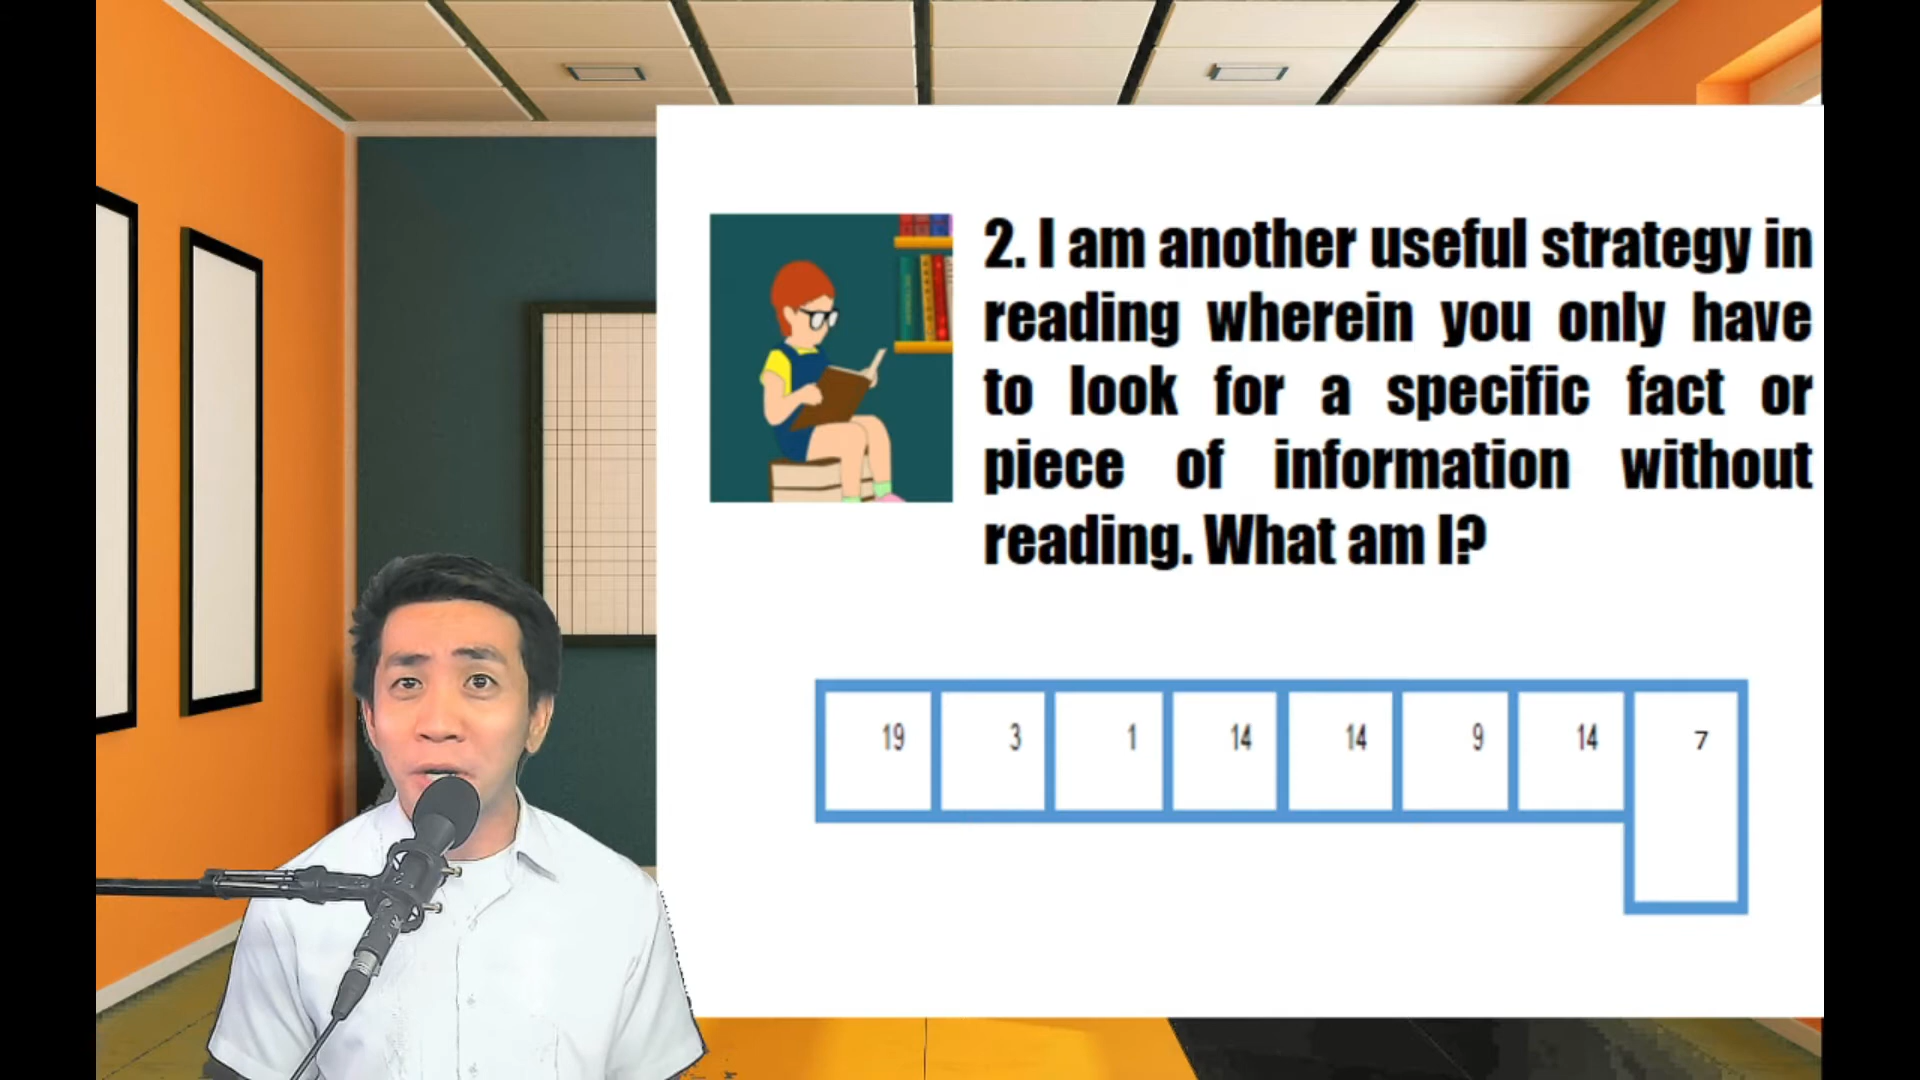 2. I am another useful strategy in
reading wherein you only have
to look for a specific fact or
piece of information without
reading. What am I?
19 3 1 14 14 9 14 7